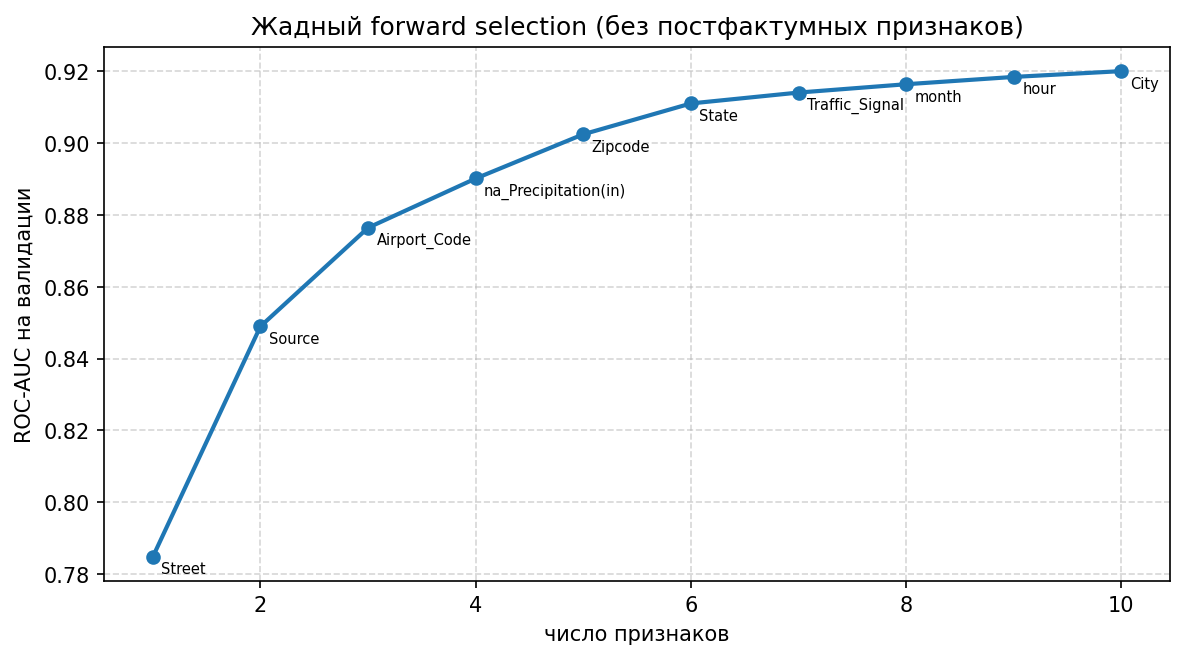 Жадный forward selection (без постфактумных признаков)
ROC-AUC на валидации
0.92
0.90
0.88
0.86
0.84
0.82
0.80
0.78
Street
Source
Airport_Code
na_Precipitation(in)
Zipcode
State
Traffic_Signal
month
hour
City
2
4
6
8
10
число признаков